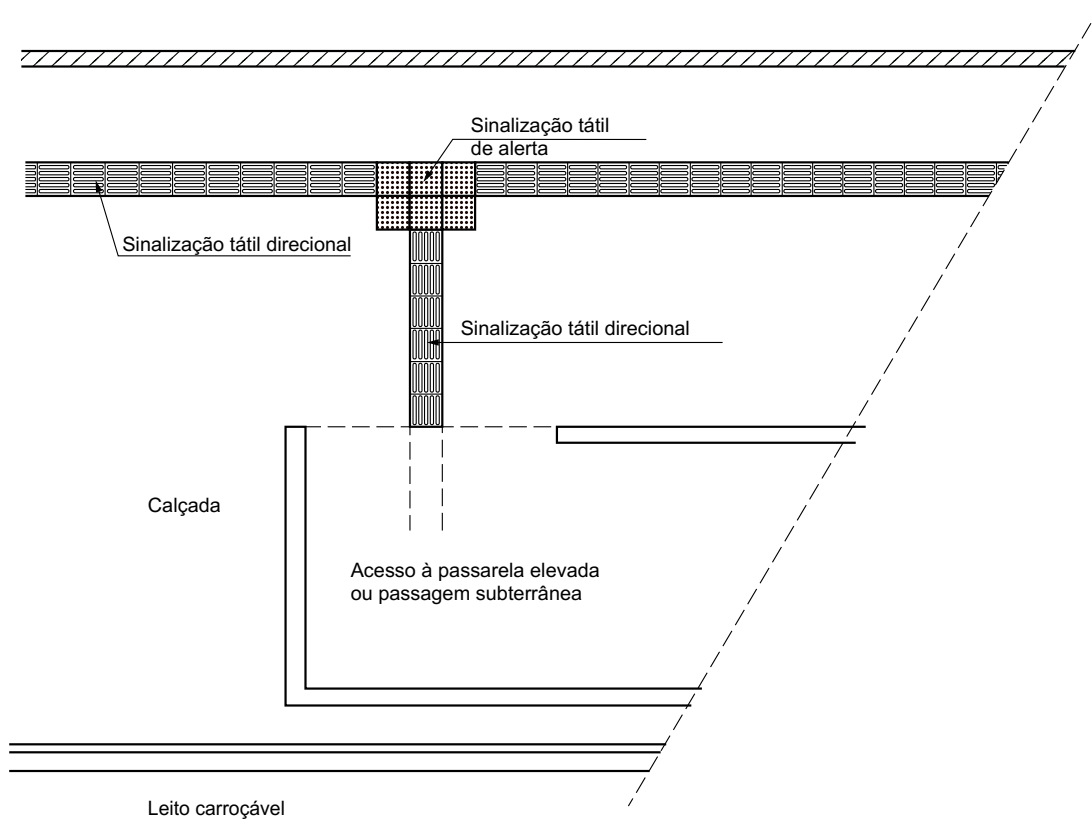 Sinalização tátil
de alerta
Sinalização tátil direcional
Sinalização tátil direcional
Calçada
Acesso à passarela elevada
ou passagem subterrânea
Leito carroçável